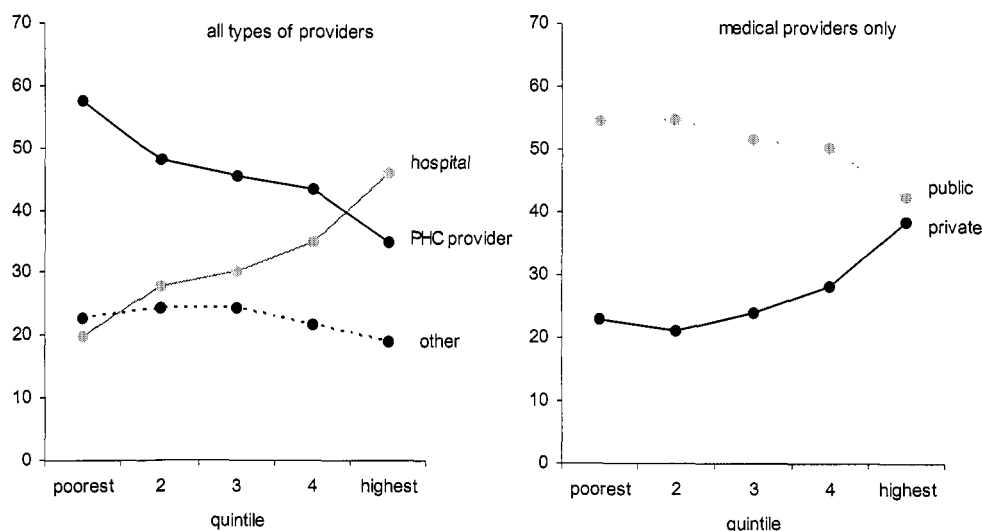 all types of providers
70
60
50
40
30
20
10
0
hospital
PHC provider
other
poorest 2 3 4 highest
quintile
medical providers only
70
60
50
40
30
20
10
0
public
private
poorest 2 3 4 highest
quintile